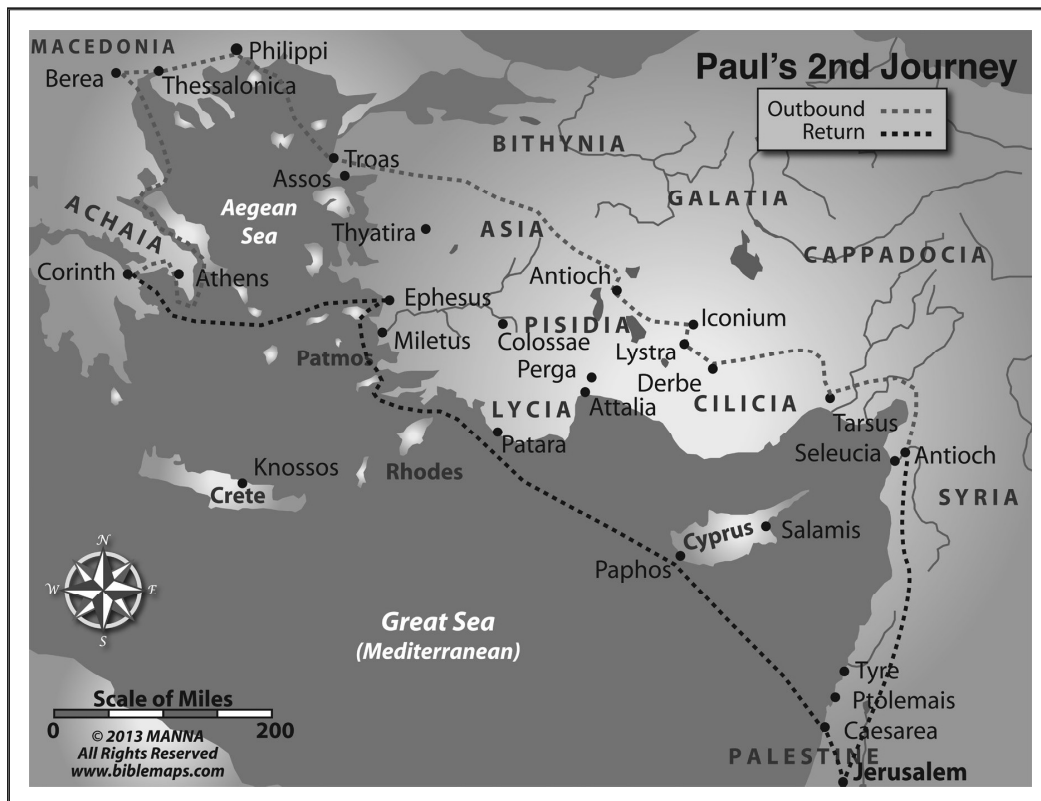 MACEDONIA
Philippi
Berea
Thessalonica
Paul's 2nd Journey
Outbound
Return
BITHYNIA
Troas
Assos
GALATIA
ACHAIA
Aegean
Sea
Thyatira
ASIA
CAPPADOCIA
Corinth
Athens
Antioch
Ephesus
PISIDIA
Iconium
Miletus
Colossae
Lystra
Patmos
Perga
Derbe
LYCIA
Attalia
CILICIA
Tarsus
Patara
Seleucia
Antioch
Knossos
Rhodes
Crete
SYRIA
Cyprus
Salamis
Paphos
N
W
E
S
Great Sea
(Mediterranean)
Tyre
Scale of Miles
Ptolemais
0
200
Caesarea
© 2013 MANNA
All Rights Reserved
www.biblemaps.com
PALESTINE
Jerusalem